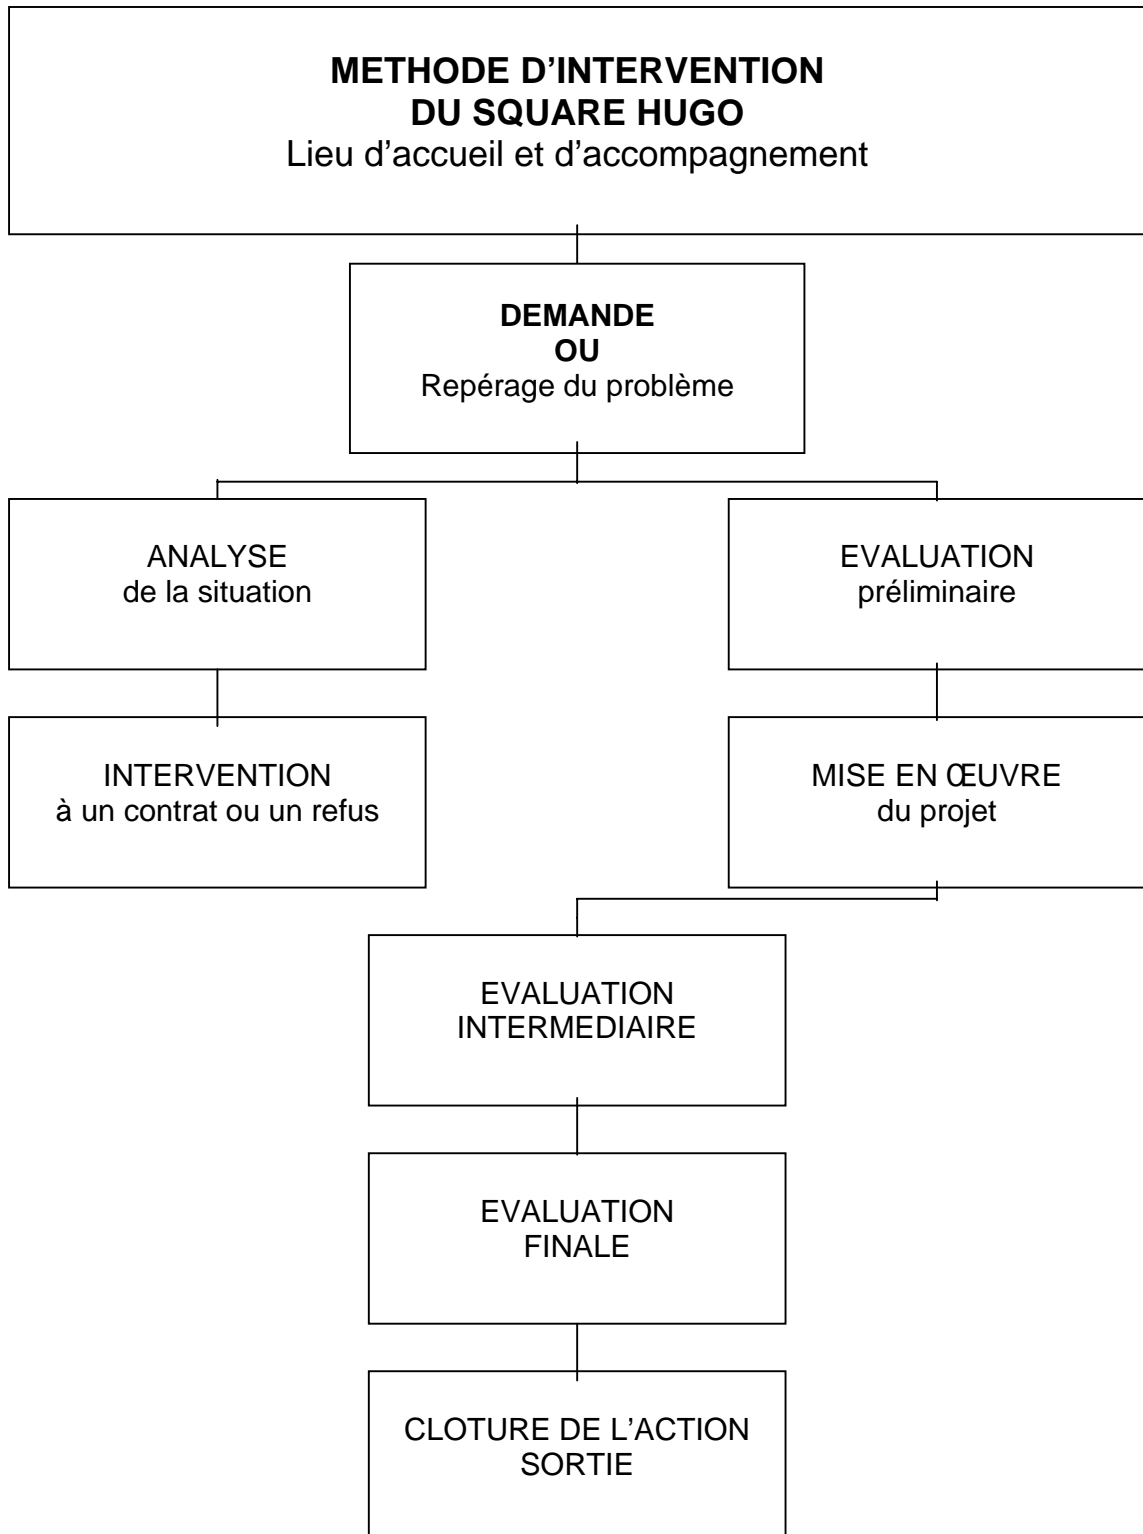 METHODE D’INTERVENTION
DU SQUARE HUGO
Lieu d’accueil et d’accompagnement
DEMANDE
OU
Repérage du problème
ANALYSE
de la situation
EVALUATION
préliminaire
INTERVENTION
à un contrat ou un refus
MISE EN ŒUVRE
du projet
EVALUATION
INTERMEDIAIRE
EVALUATION
FINALE
CLOTURE DE L’ACTION
SORTIE